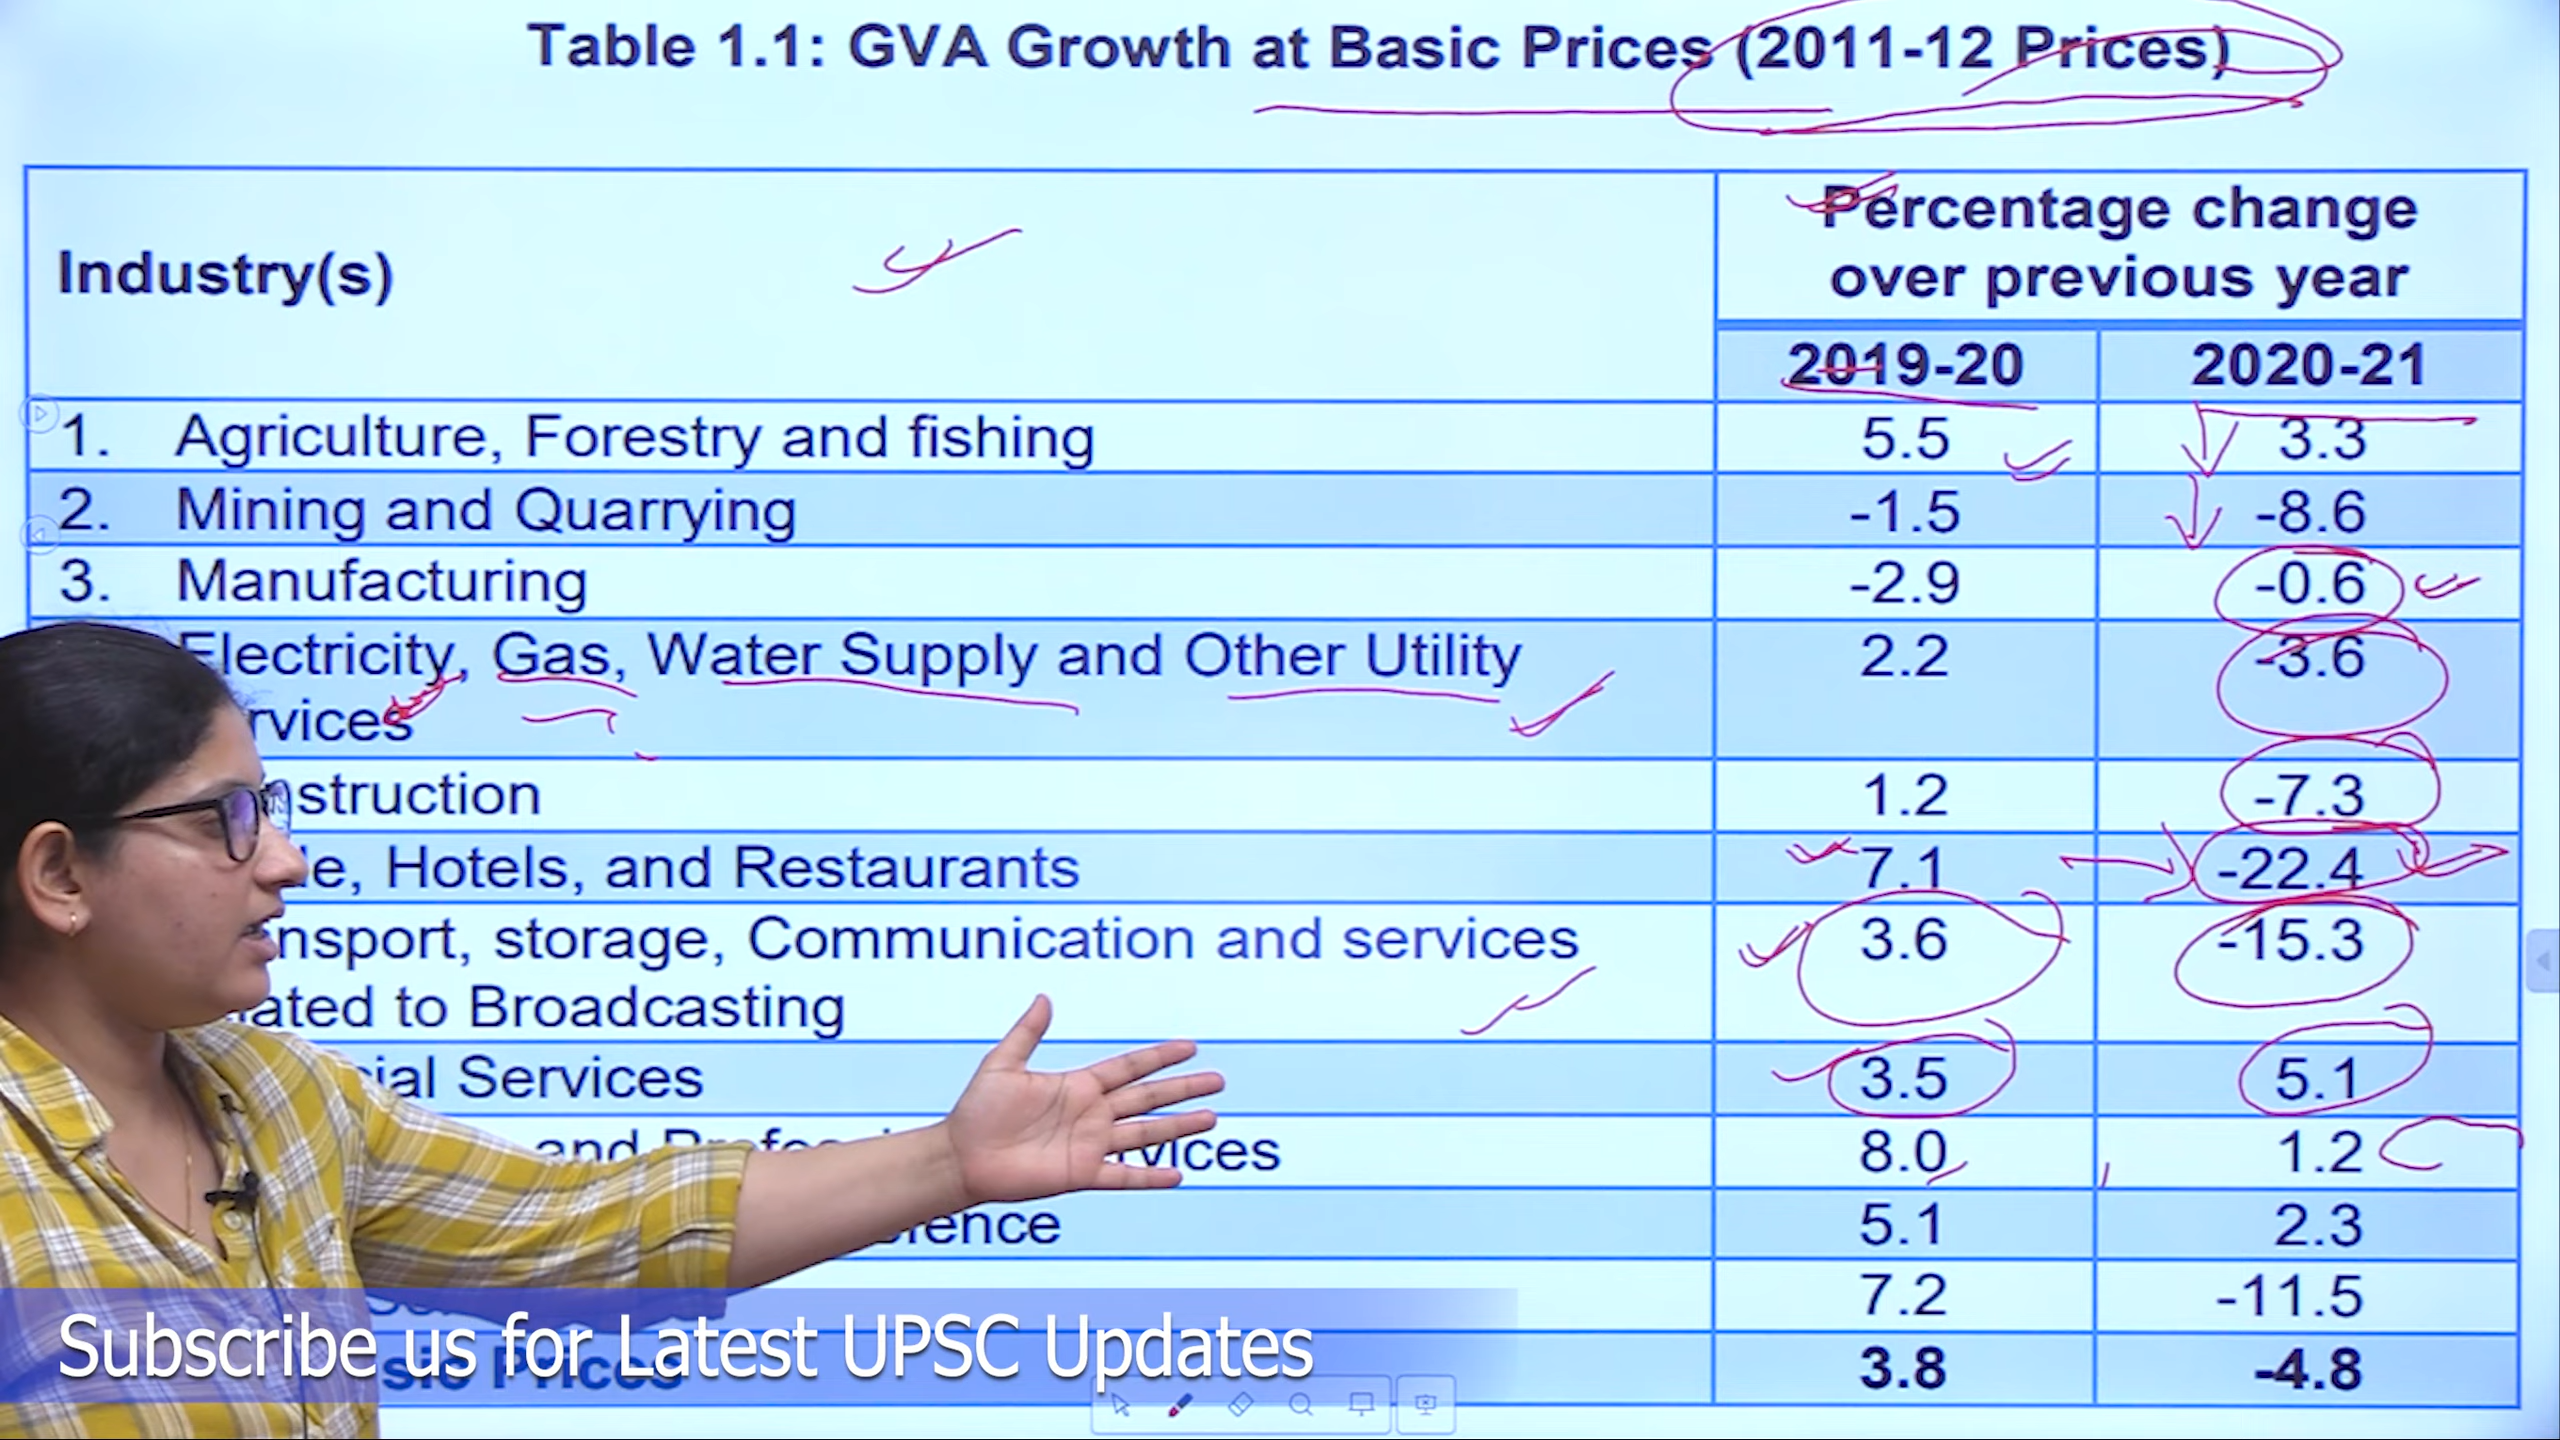 Table 1.1: GVA Growth at Basic Prices (2011-12 Prices)
Industry(s)
Percentage change
over previous year
2019-20 2020-21
1. Agriculture, Forestry and fishing 5.5 3.3
2. Mining and Quarrying -1.5 -8.6
3. Manufacturing -2.9 -0.6
Electricity, Gas, Water Supply and Other Utility 2.2 -3.6
rvices
struction 1.2 -7.3
le, Hotels, and Restaurants 7.1 -22.4
nsport, storage, Communication and services 3.6 -15.3
ated to Broadcasting
ial Services 3.5 5.1
and vices 8.0 1.2
ence 5.1 2.3
7.2 -11.5
sic Prices 3.8 -4.8
Subscribe us for Latest UPSC Updates